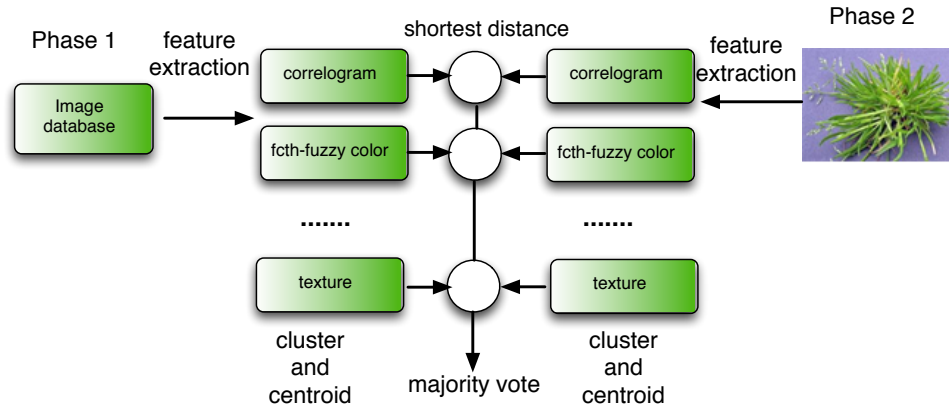 Phase 1
feature
extraction
shortest distance
Phase 2
feature
extraction
Image
database
correlogram
correlogram
fcth-fuzzy color
fcth-fuzzy color
.......
.......
texture
texture
cluster
and
centroid
cluster
and
centroid
majority vote